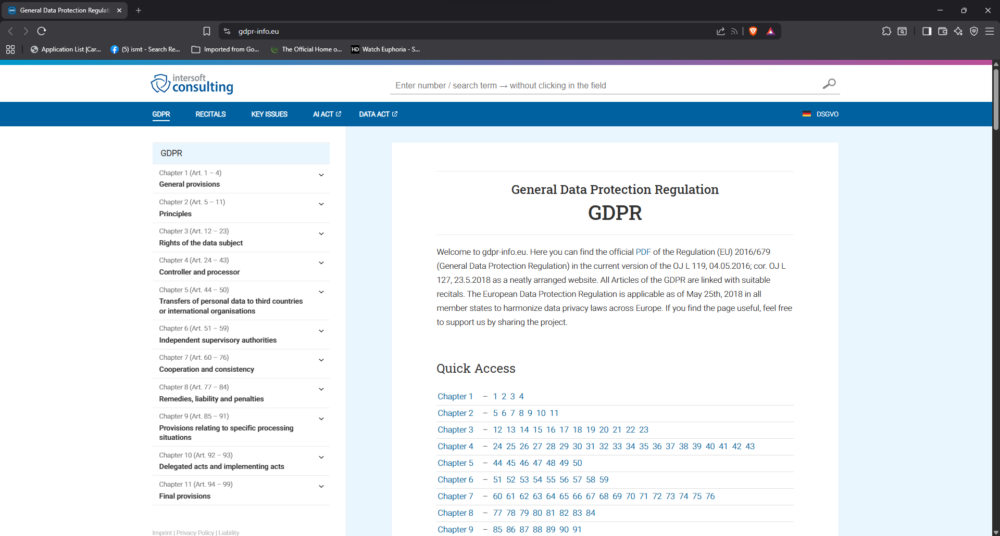 General Data Protection Regulati
gdpr-info.eu
Application List |Car...
(5) ismt - Search Re...
Imported from Go...
The Official Home o...
HD Watch Euphoria - S...
intersoft
consulting
Enter number / search term → without clicking in the field
GDPR
RECITALS
KEY ISSUES
AI ACT
DATA ACT
DSGVO
GDPR
Chapter 1 (Art. 1 – 4)
General provisions
Chapter 2 (Art. 5 – 11)
Principles
Chapter 3 (Art. 12 – 23)
Rights of the data subject
Chapter 4 (Art. 24 – 43)
Controller and processor
Chapter 5 (Art. 44 – 50)
Transfers of personal data to third countries
or international organisations
Chapter 6 (Art. 51 – 59)
Independent supervisory authorities
Chapter 7 (Art. 60 – 76)
Cooperation and consistency
Chapter 8 (Art. 77 – 84)
Remedies, liability and penalties
Chapter 9 (Art. 85 – 91)
Provisions relating to specific processing
situations
Chapter 10 (Art. 92 – 93)
Delegated acts and implementing acts
Chapter 11 (Art. 94 – 99)
Final provisions
Imprint | Privacy Policy | Liability
General Data Protection Regulation
GDPR
Welcome to gdpr-info.eu. Here you can find the official PDF of the Regulation (EU) 2016/679
(General Data Protection Regulation) in the current version of the OJ L 119, 04.05.2016; cor. OJ L
127, 23.5.2018 as a neatly arranged website. All Articles of the GDPR are linked with suitable
recitals. The European Data Protection Regulation is applicable as of May 25th, 2018 in all
member states to harmonize data privacy laws across Europe. If you find the page useful, feel free
to support us by sharing the project.
Quick Access
Chapter 1 – 1 2 3 4
Chapter 2 – 5 6 7 8 9 10 11
Chapter 3 – 12 13 14 15 16 17 18 19 20 21 22 23
Chapter 4 – 24 25 26 27 28 29 30 31 32 33 34 35 36 37 38 39 40 41 42 43
Chapter 5 – 44 45 46 47 48 49 50
Chapter 6 – 51 52 53 54 55 56 57 58 59
Chapter 7 – 60 61 62 63 64 65 66 67 68 69 70 71 72 73 74 75 76
Chapter 8 – 77 78 79 80 81 82 83 84
Chapter 9 – 85 86 87 88 89 90 91